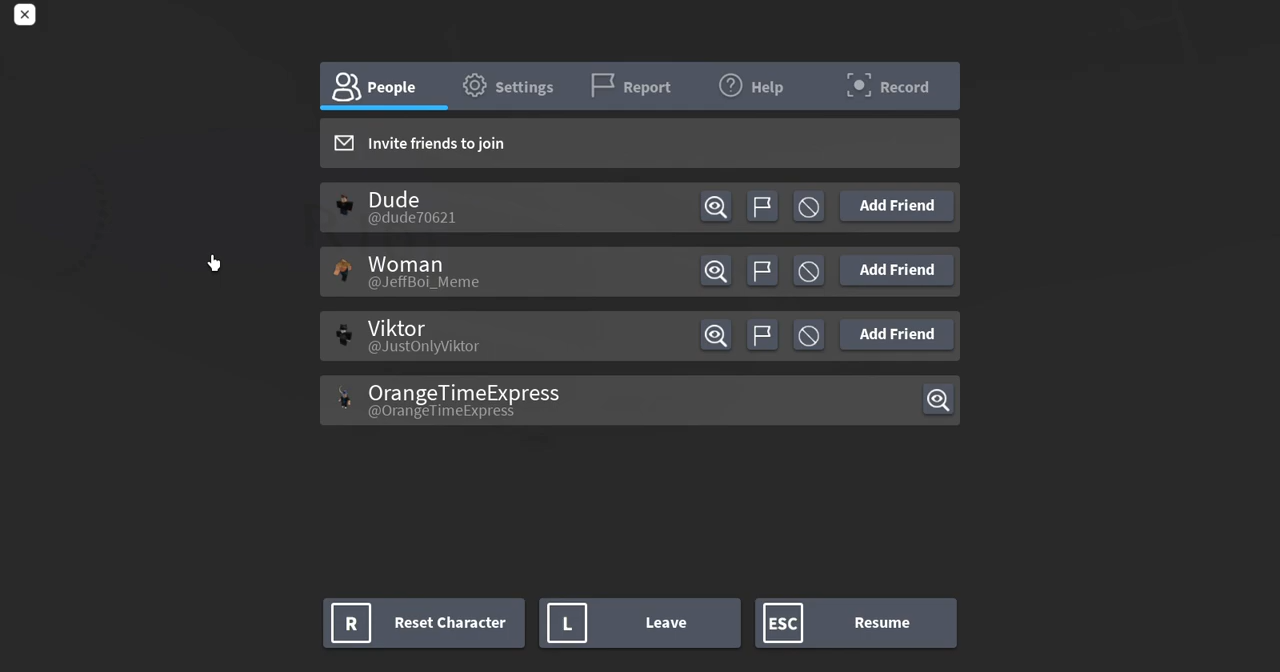 People
Settings
Report
Help
Record
Invite friends to join
Dude
@dude70621
Add Friend
Woman
@JeffBoi_Meme
Add Friend
Viktor
@JustOnlyViktor
Add Friend
OrangeTimeExpress
@OrangeTimeExpress
R Reset Character
L Leave
ESC Resume